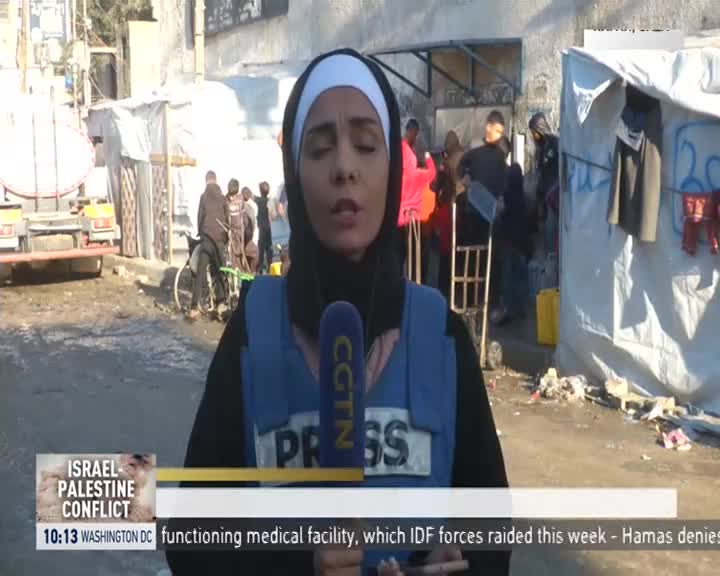 PRESS
CGTN
ISRAEL-
PALESTINE
CONFLICT
10:13 WASHINGTON DC
functioning medical facility, which IDF forces raided this week - Hamas denies